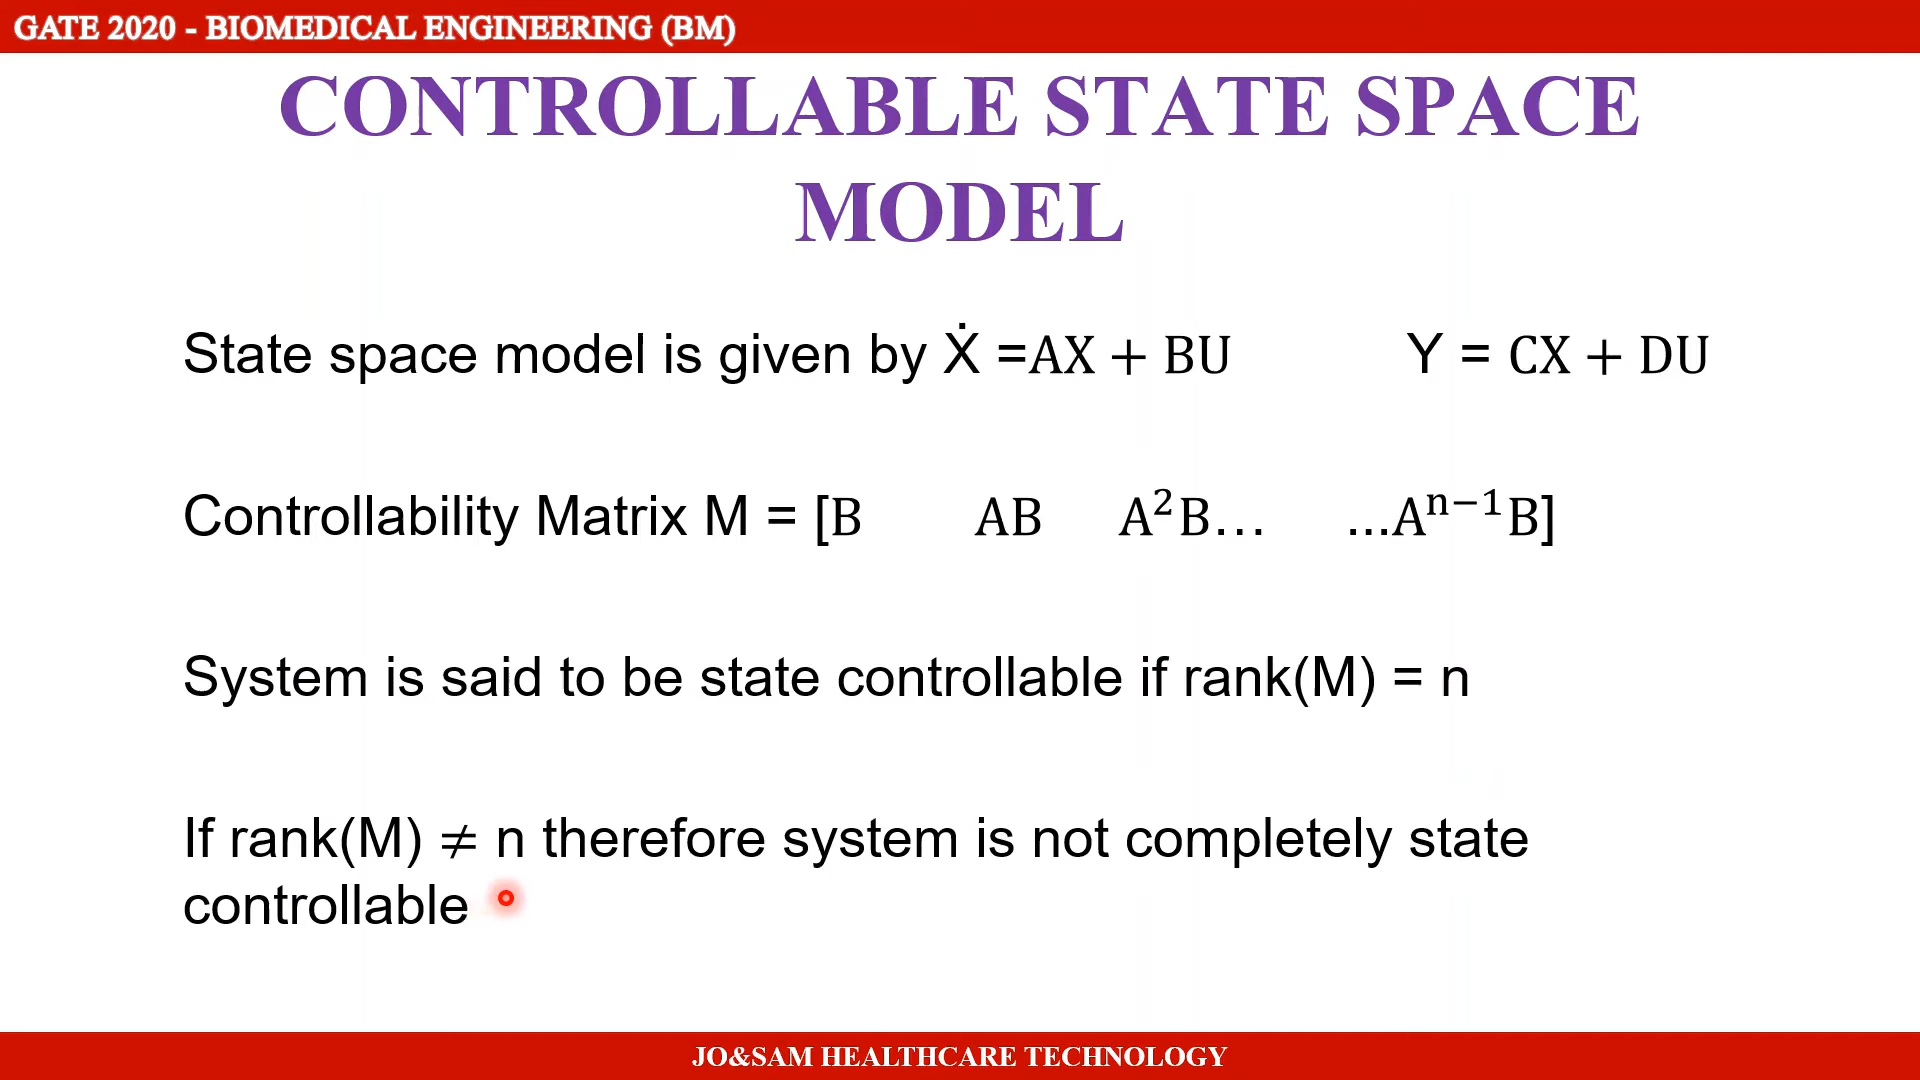 GATE 2020 - BIOMEDICAL ENGINEERING (BM)
CONTROLLABLE STATE SPACE
MODEL
State space model is given by Ẋ =AX + BU Y = CX + DU
Controllability Matrix M = [B AB A²B… ...Aⁿ⁻¹B]
System is said to be state controllable if rank(M) = n
If rank(M) ≠ n therefore system is not completely state
controllable
JO&SAM HEALTHCARE TECHNOLOGY